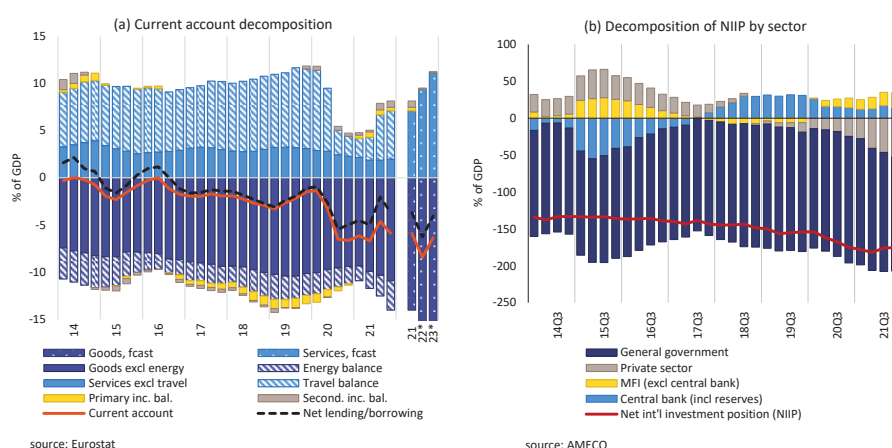 (a) Current account decomposition
15
10
5
0
-5
-10
-15
% of GDP
14
15
16
17
18
19
20
21
21
22*
23*
Goods, fcast
Services, fcast
Goods excl energy
Energy balance
Services excl travel
Travel balance
Primary inc. bal.
Second. inc. bal.
Current account
Net lending/borrowing
source: Eurostat
(b) Decomposition of NIIP by sector
100
50
0
-50
-100
-150
-200
-250
% of GDP
14Q3
15Q3
16Q3
17Q3
18Q3
19Q3
20Q3
21Q3
General government
Private sector
MFI (excl central bank)
Central bank (incl reserves)
Net int'l investment position (NIIP)
source: AMECO